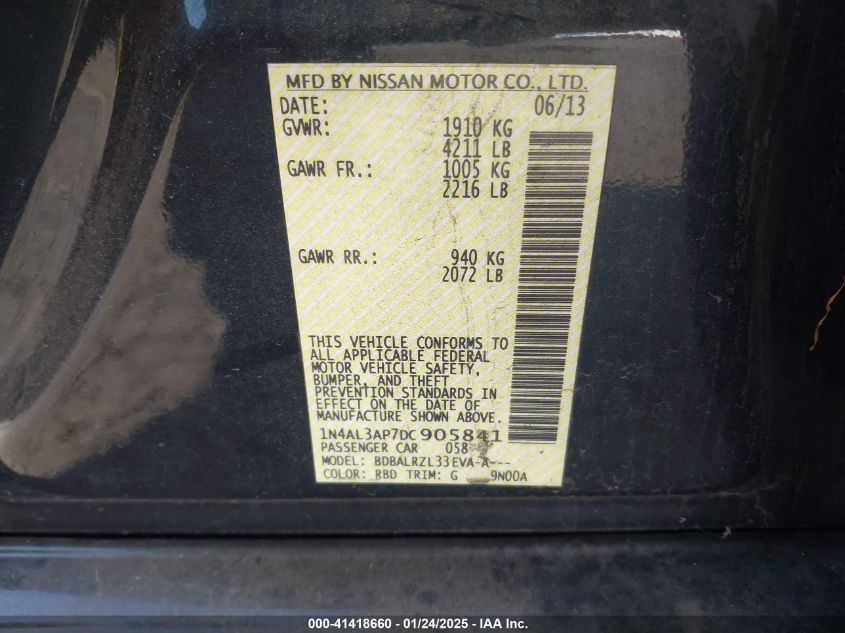 MFD BY NISSAN MOTOR CO., LTD.
DATE: 06/13
GVWR: 1910 KG
4211 LB
GAWR FR.: 1005 KG
2216 LB
GAWR RR.: 940 KG
2072 LB
THIS VEHICLE CONFORMS TO
ALL APPLICABLE FEDERAL
MOTOR VEHICLE SAFETY,
BUMPER, AND THEFT
PREVENTION STANDARDS IN
EFFECT ON THE DATE OF
MANUFACTURE SHOWN ABOVE.
1N4AL3AP7DC905841
PASSENGER CAR 058
MODEL: BDBALRZL33EVA-A---
COLOR: RBD TRIM: G 9N00A
000-41418660 - 01/24/2025 - IAA Inc.